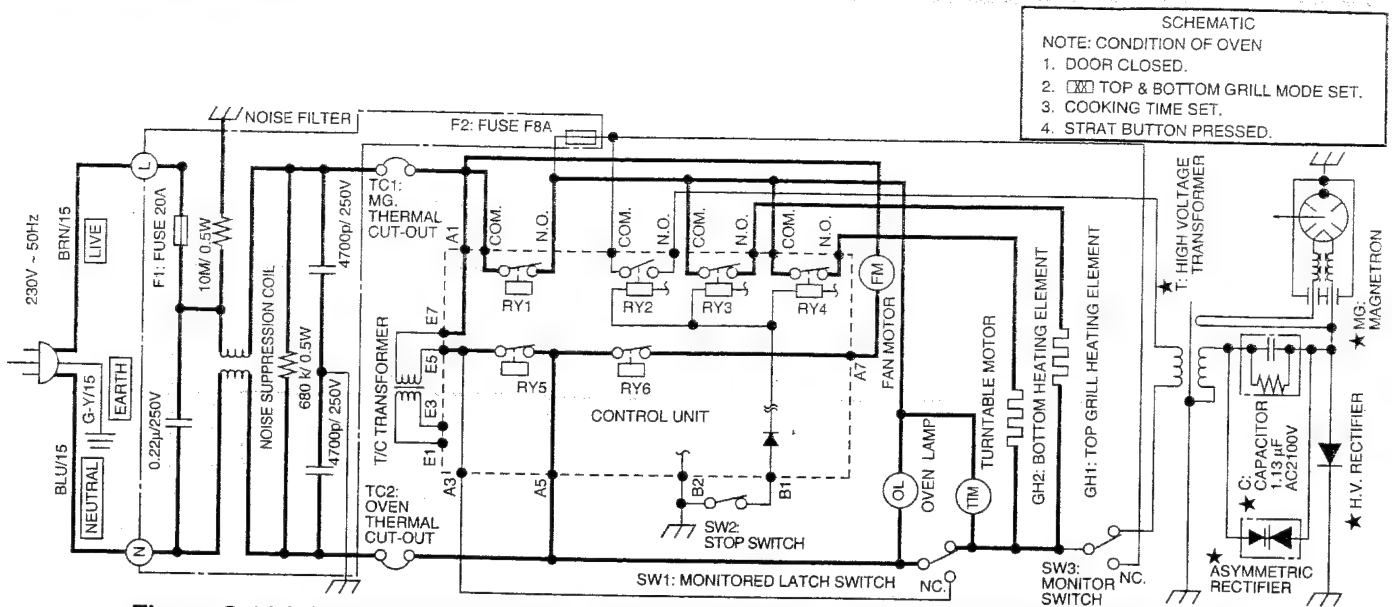 SCHEMATIC
NOTE: CONDITION OF OVEN
1. DOOR CLOSED.
2. TOP & BOTTOM GRILL MODE SET.
3. COOKING TIME SET.
4. STRAT BUTTON PRESSED.
NOISE FILTER
F2: FUSE F8A
230V ~ 50Hz
BRN/15
LIVE
L
F1: FUSE 20A
10M/ 0.5W
G-Y/15
EARTH
BLU/15
NEUTRAL
N
0.22µ/250V
NOISE SUPPRESSION COIL
680 k/ 0.5W
4700p/ 250V
4700p/ 250V
TC1:
MG.
THERMAL
CUT-OUT
A1
COM.
N.O.
COM.
N.O.
COM.
N.O.
COM.
N.O.
RY1
RY2
RY3
RY4
FM
FAN MOTOR
T/C TRANSFORMER
E7
E5
E3
E1
RY5
RY6
A7
CONTROL UNIT
A3
A5
B2
B1
SW2:
STOP SWITCH
TC2:
OVEN
THERMAL
CUT-OUT
OL
OVEN LAMP
TTM
TURNTABLE MOTOR
GH2: BOTTOM HEATING ELEMENT
GH1: TOP GRILL HEATING ELEMENT
SW1: MONITORED LATCH SWITCH
NC.
SW3:
MONITOR
SWITCH
NC.
★ T: HIGH VOLTAGE
TRANSFORMER
★ MG:
MAGNETRON
★ C:
CAPACITOR
1.13 µF
AC2100V
★ H.V. RECTIFIER
★
ASYMMETRIC
RECTIFIER